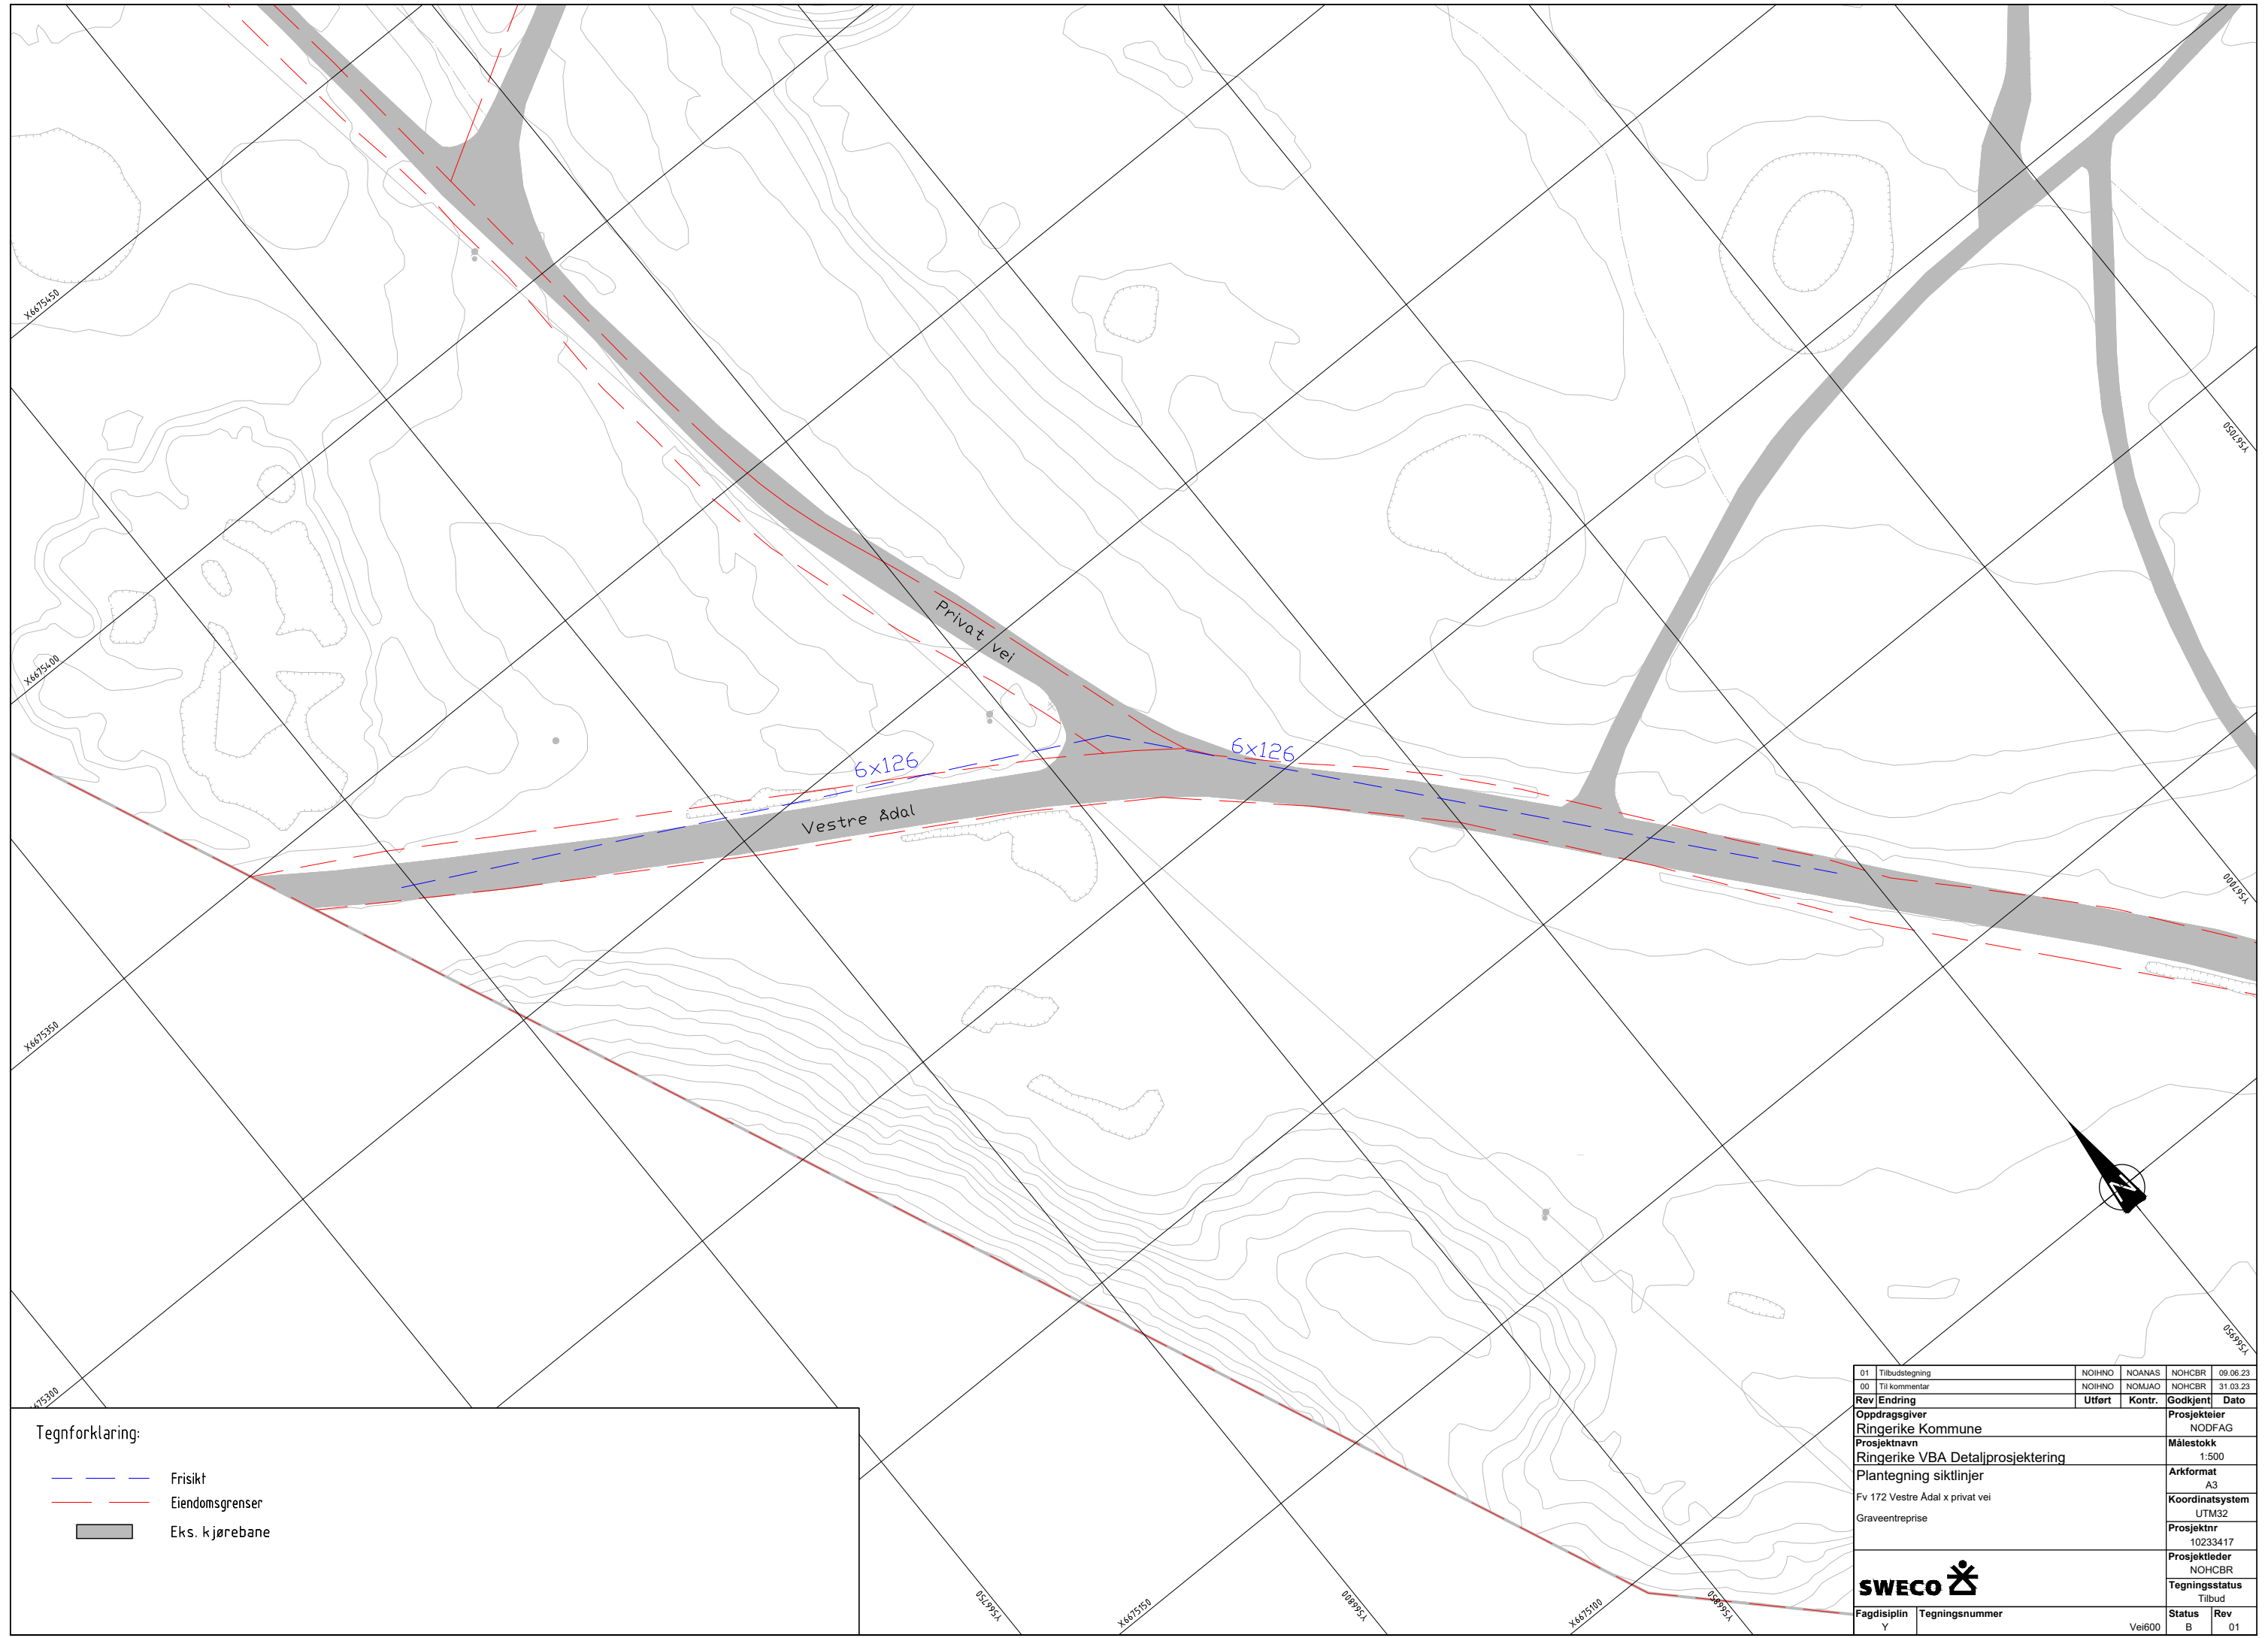 X6675450
Y567050
X6675400
Privat vei
6x126
6x126
Vestre Ådal
Y567000
X6675350
Y566950
X6675300
Y566750
X6675150
Y566800
X6675100
Y566850
N
Tegnforklaring:
Frisikt
Eiendomsgrenser
Eks. kjørebane
01 Tilbudstegning NOIHNO NOANAS NOHCBR 09.06.23
00 Til kommentar NOIHNO NOMJAO NOHCBR 31.03.23
Rev Endring Utført Kontr. Godkjent Dato
Oppdragsgiver
Ringerike Kommune
Prosjekteier
NODFAG
Prosjektnavn
Ringerike VBA Detaljprosjektering
Målestokk
1:500
Plantegning siktlinjer
Fv 172 Vestre Ådal x privat vei
Graveentreprise
Arkformat
A3
Koordinatsystem
UTM32
Prosjektnr
10233417
SWECO
Prosjektleder
NOHCBR
Tegningsstatus
Tilbud
Fagdisiplin Tegningsnummer Status Rev
Y Vei600 B 01